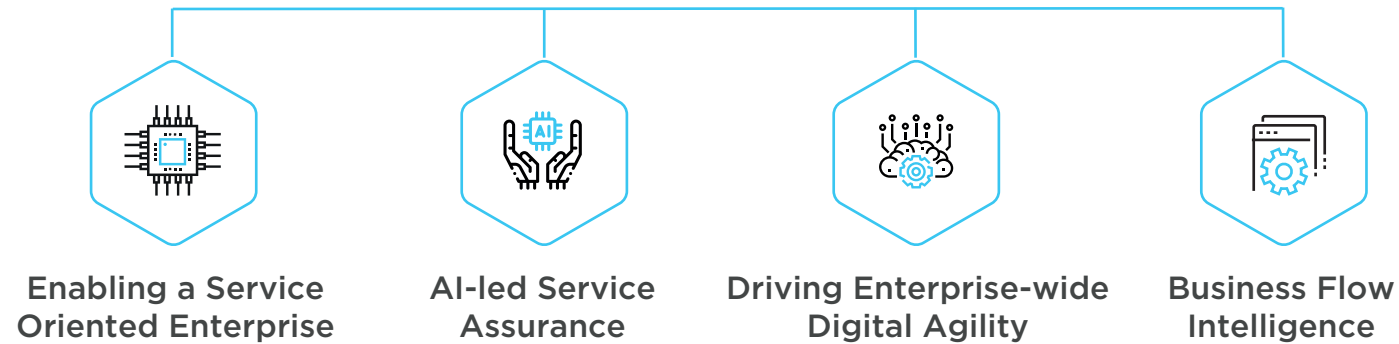 AI
Enabling a Service
Oriented Enterprise
AI-led Service
Assurance
Driving Enterprise-wide
Digital Agility
Business Flow
Intelligence